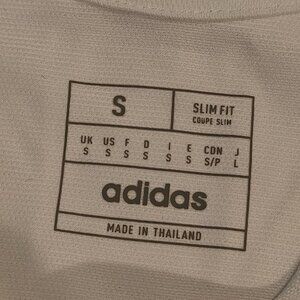 S
SLIM FIT
COUPE SLIM
UK US F D I E CDN J
S S S S S S S/P L
adidas
MADE IN THAILAND